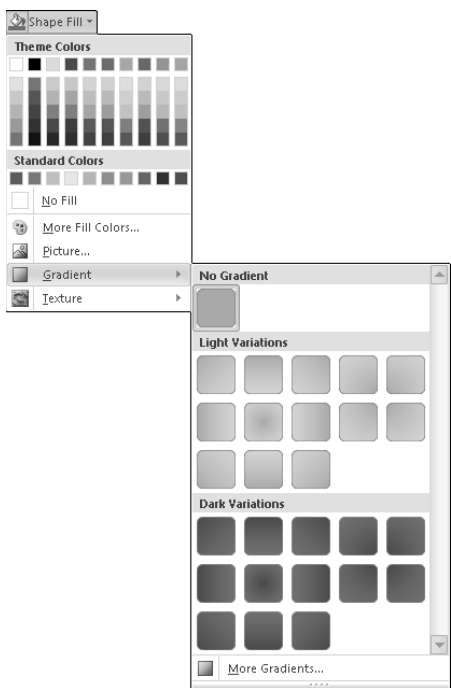 Shape Fill
Theme Colors
Standard Colors
No Fill
More Fill Colors...
Picture...
Gradient
Texture
No Gradient
Light Variations
Dark Variations
More Gradients...